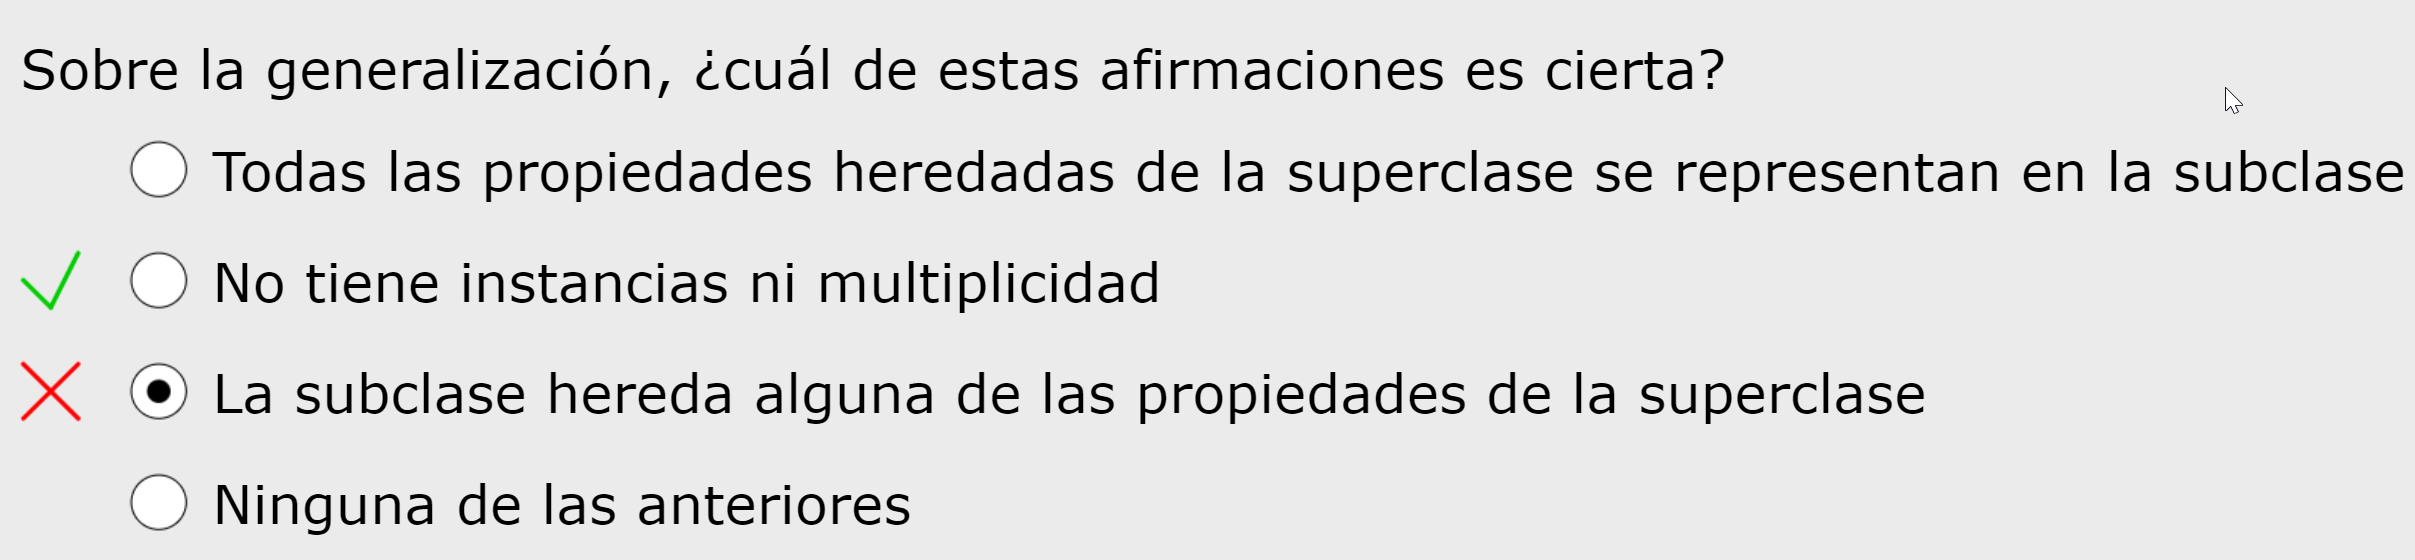 Sobre la generalización, ¿cuál de estas afirmaciones es cierta?
Todas las propiedades heredadas de la superclase se representan en la subclase
No tiene instancias ni multiplicidad
La subclase hereda alguna de las propiedades de la superclase
Ninguna de las anteriores